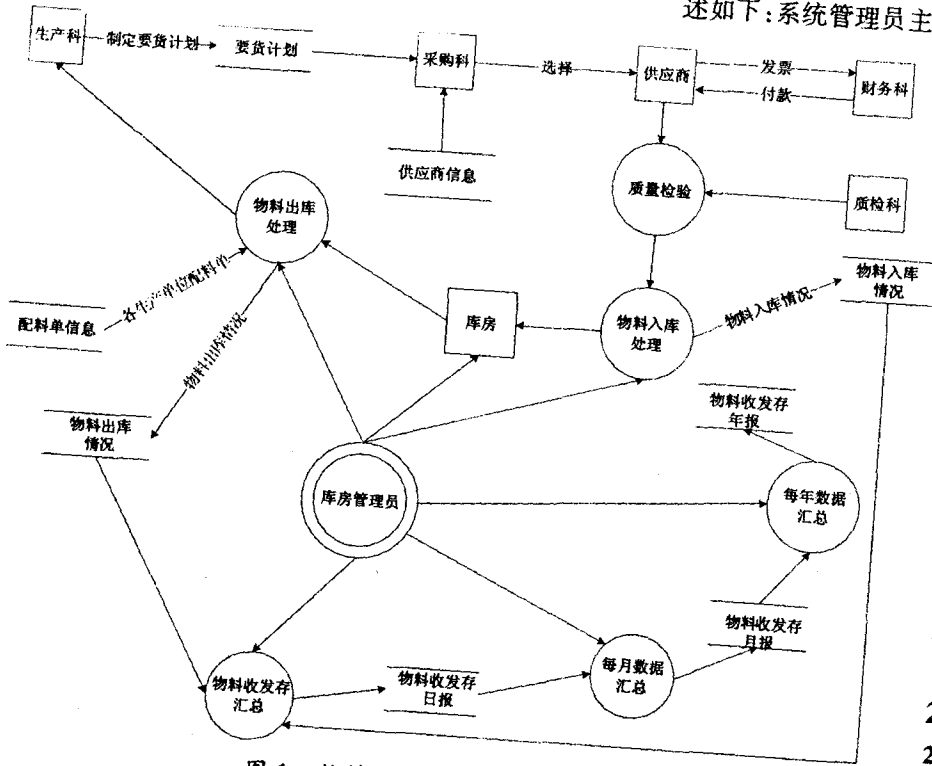 述如下:系统管理员主
生产科
制定要货计划
要货计划
采购科
选择
供应商
发票
付款
财务科
供应商信息
质量检验
质检科
物料出库
处理
各生产单位配料单
配料单信息
物料出库情况
库房
物料入库
处理
物料入库情况
物料入库
情况
物料出库
情况
物料收发存
年报
库房管理员
每年数据
汇总
物料收发存
月报
物料收发存
汇总
物料收发存
日报
每月数据
汇总
2
2
图1